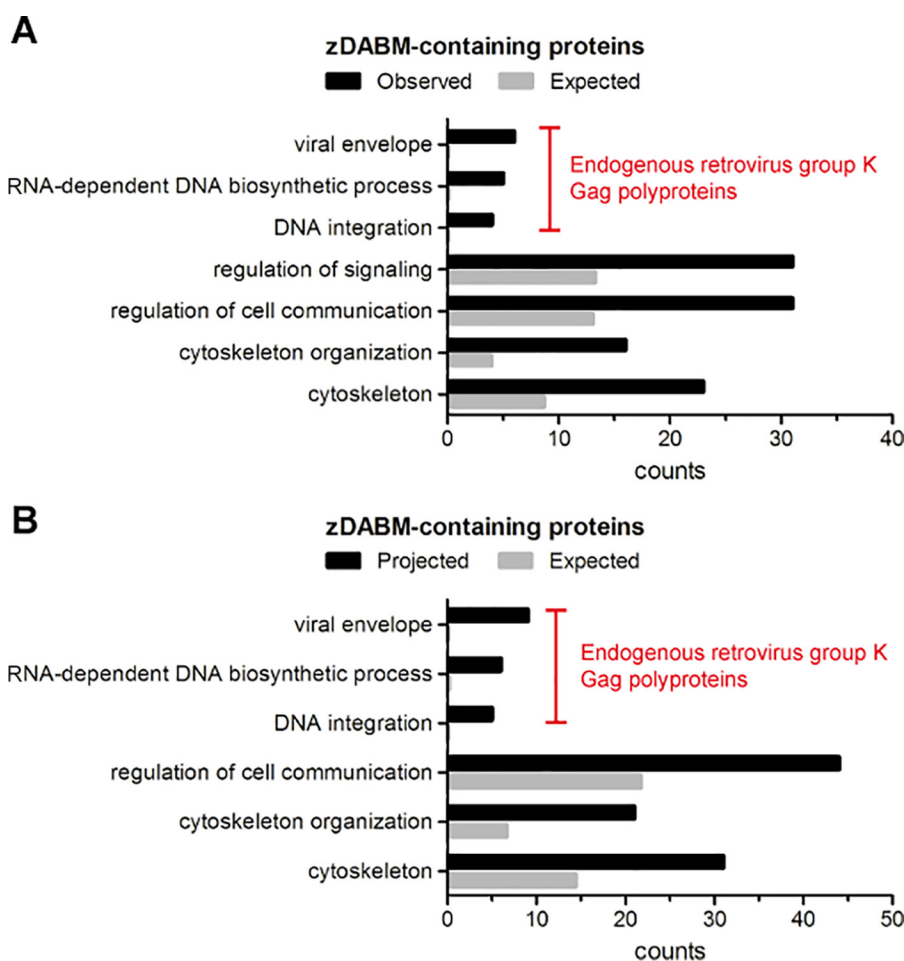 A
zDABM-containing proteins
Observed Expected
viral envelope
RNA-dependent DNA biosynthetic process
DNA integration
regulation of signaling
regulation of cell communication
cytoskeleton organization
cytoskeleton
Endogenous retrovirus group K
Gag polyproteins
0 10 20 30 40
counts
B
zDABM-containing proteins
Projected Expected
viral envelope
RNA-dependent DNA biosynthetic process
DNA integration
regulation of cell communication
cytoskeleton organization
cytoskeleton
Endogenous retrovirus group K
Gag polyproteins
0 10 20 30 40 50
counts